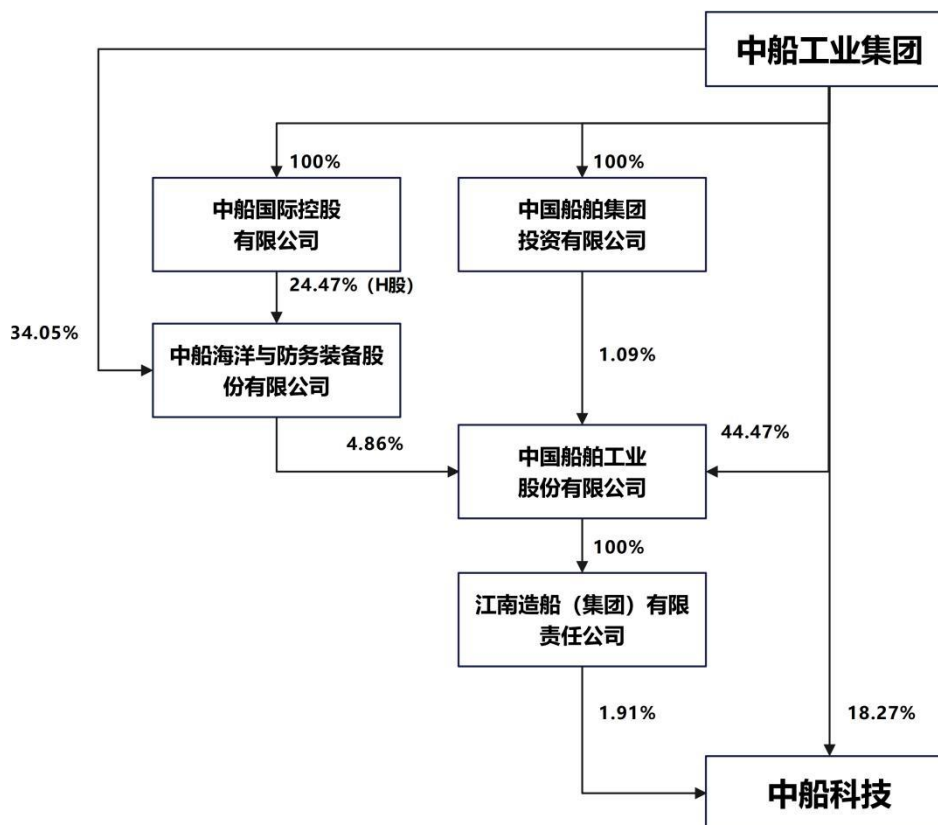 中船工业集团
100%
100%
中船国际控股
有限公司
中国船舶集团
投资有限公司
24.47%（H股）
34.05%
中船海洋与防务装备股
份有限公司
1.09%
4.86%
44.47%
中国船舶工业
股份有限公司
100%
江南造船（集团）有限
责任公司
1.91%
18.27%
中船科技